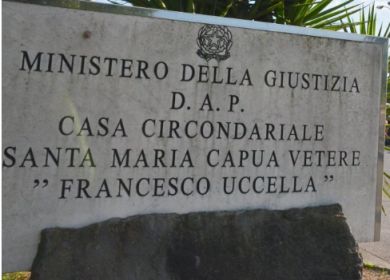 MINISTERO DELLA GIUSTIZIA
D. A. P.
CASA CIRCONDARIALE
SANTA MARIA CAPUA VETERE
" FRANCESCO UCCELLA "